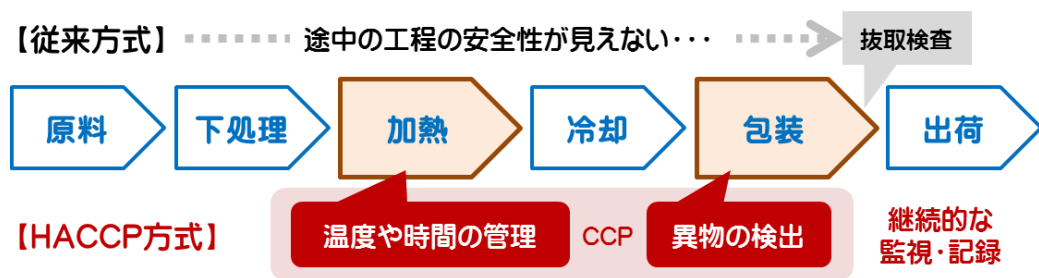 【従来方式】
途中の工程の安全性が見えない・・・
抜取検査
原料
下処理
加熱
冷却
包装
出荷
【HACCP方式】
温度や時間の管理
CCP
異物の検出
継続的な
監視・記録